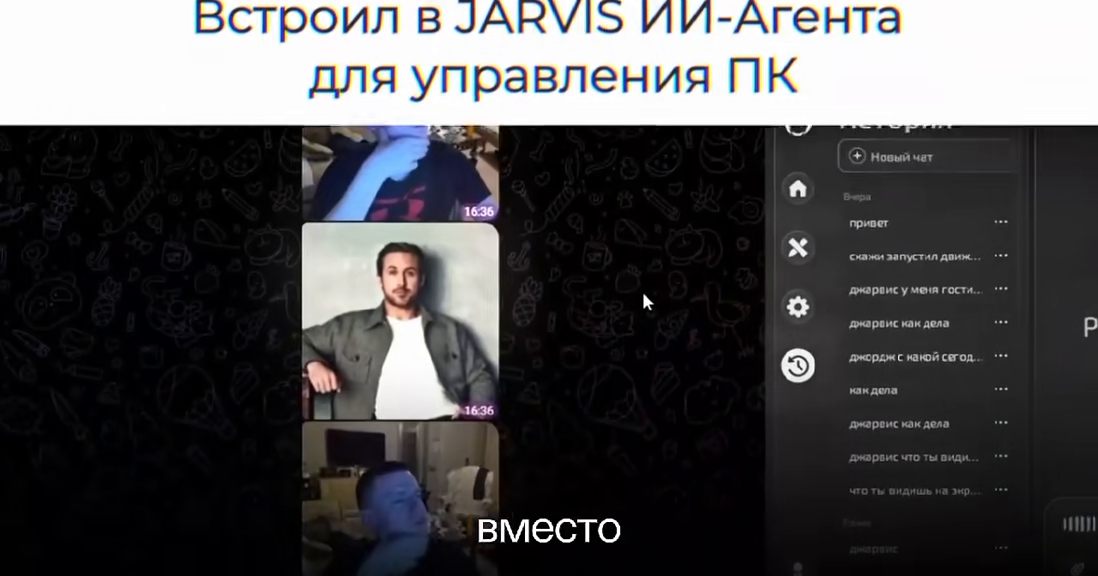 Встроил в JARVIS ИИ-Агента
для управления ПК
История
Новый чат
Вчера
привет
скажи запустил движ...
джарвис у меня гости...
джарвис как дела
джордж с какой сегод...
как дела
джарвис как дела
джарвис что ты види...
что ты видишь на экр...
джарвис
16:36
16:36
вместо